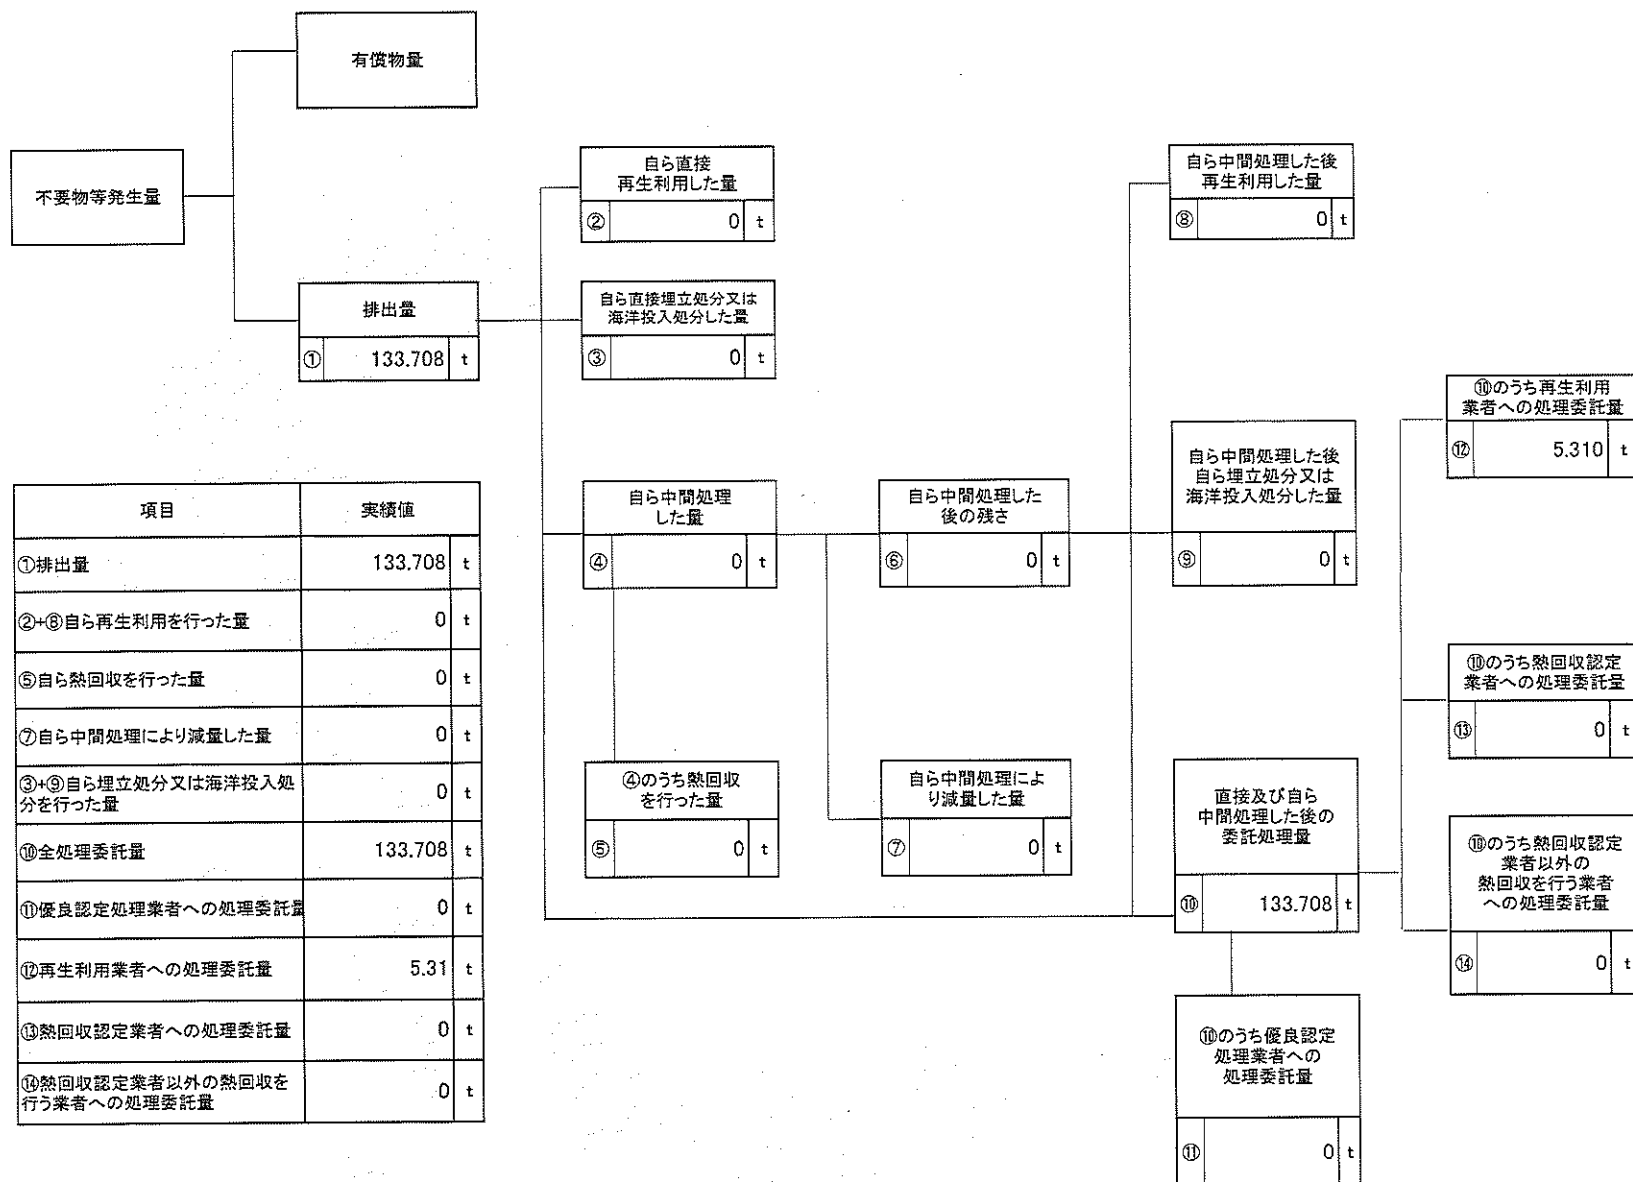 有償物量
不要物等発生量
排出量
① 133.708 t
自ら直接
再生利用した量
② 0 t
自ら直接埋立処分又は
海洋投入処分した量
③ 0 t
自ら中間処理
した量
④ 0 t
④のうち熱回収
を行った量
⑤ 0 t
自ら中間処理した
後の残さ
⑥ 0 t
自ら中間処理によ
り減量した量
⑦ 0 t
自ら中間処理した後
再生利用した量
⑧ 0 t
自ら中間処理した後
自ら埋立処分又は
海洋投入処分した量
⑨ 0 t
直接及び自ら
中間処理した後の
委託処理量
⑩ 133.708 t
⑩のうち優良認定
処理業者への
処理委託量
⑪ 0 t
⑩のうち再生利用
業者への処理委託量
⑫ 5.310 t
⑩のうち熱回収認定
業者への処理委託量
⑬ 0 t
⑩のうち熱回収認定
業者以外の
熱回収を行う業者
への処理委託量
⑭ 0 t
項目 実績値
①排出量 133.708 t
②+⑧自ら再生利用を行った量 0 t
⑤自ら熱回収を行った量 0 t
⑦自ら中間処理により減量した量 0 t
③+⑨自ら埋立処分又は海洋投入処
分を行った量 0 t
⑩全処理委託量 133.708 t
⑪優良認定処理業者への処理委託量 0 t
⑫再生利用業者への処理委託量 5.31 t
⑬熱回収認定業者への処理委託量 0 t
⑭熱回収認定業者以外の熱回収を
行う業者への処理委託量 0 t